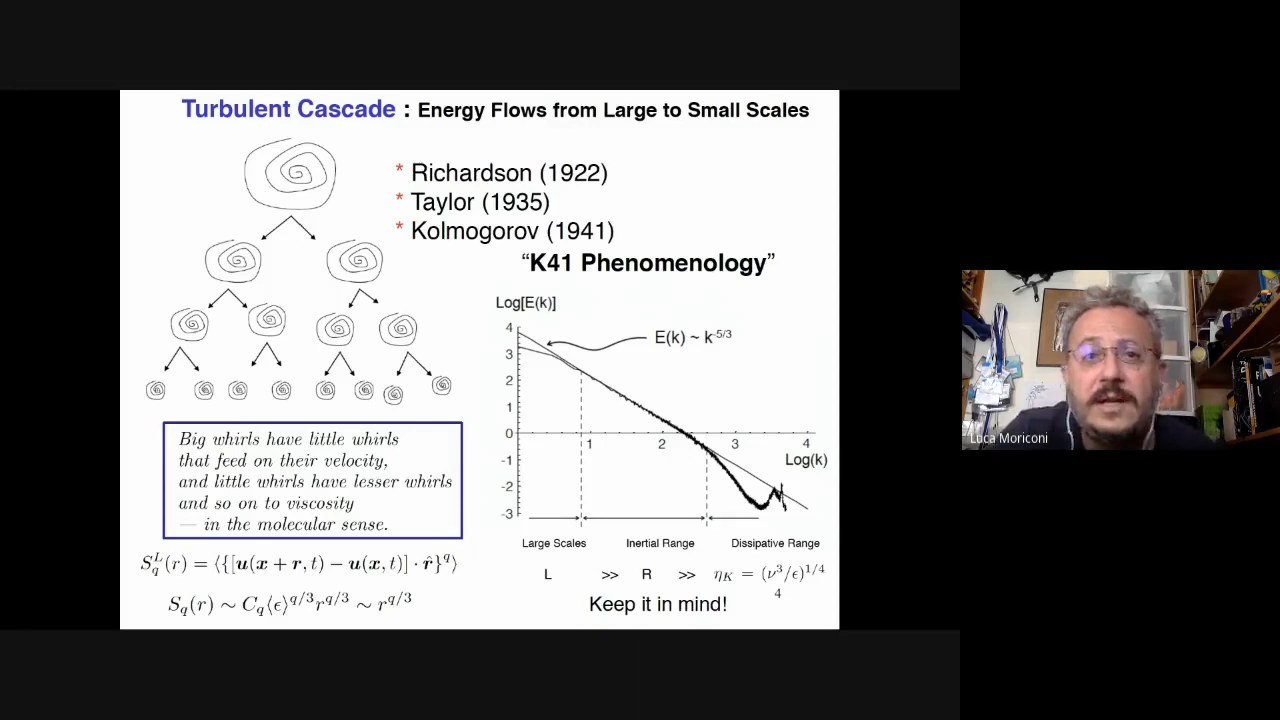 Turbulent Cascade : Energy Flows from Large to Small Scales
* Richardson (1922)
* Taylor (1935)
* Kolmogorov (1941)
“K41 Phenomenology”
Log[E(k)]
E(k) ~ k^-5/3
4
3
2
1
0
-1
-2
-3
1 2 3 4
Log(k)
Large Scales Inertial Range Dissipative Range
L >> R >> η_K = (ν^3/ϵ)^1/4
4
Keep it in mind!
Big whirls have little whirls
that feed on their velocity,
and little whirls have lesser whirls
and so on to viscosity
— in the molecular sense.
S_q^L(r) = ⟨{[u(x + r, t) − u(x, t)] · r̂}^q⟩
S_q(r) ∼ C_q⟨ϵ⟩^q/3 r^q/3 ∼ r^q/3
Luca Moriconi